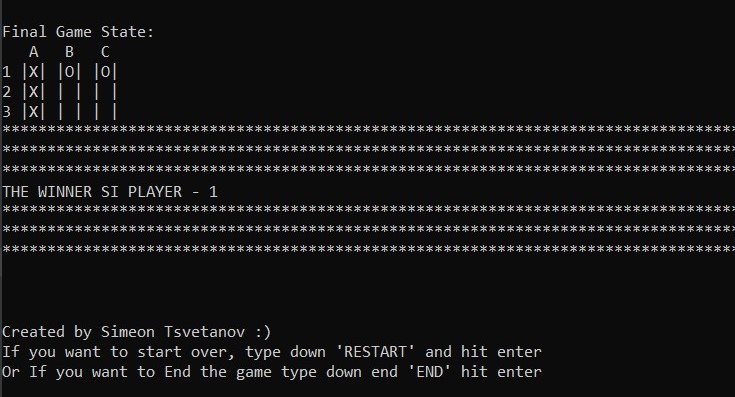 Final Game State:
   A   B   C
1 |X| |O| |O|
2 |X| | | | |
3 |X| | | | |
*********************************************************************************
*********************************************************************************
*********************************************************************************
THE WINNER SI PLAYER - 1
*********************************************************************************
*********************************************************************************
*********************************************************************************
Created by Simeon Tsvetanov :)
If you want to start over, type down 'RESTART' and hit enter
Or If you want to End the game type down end 'END' hit enter